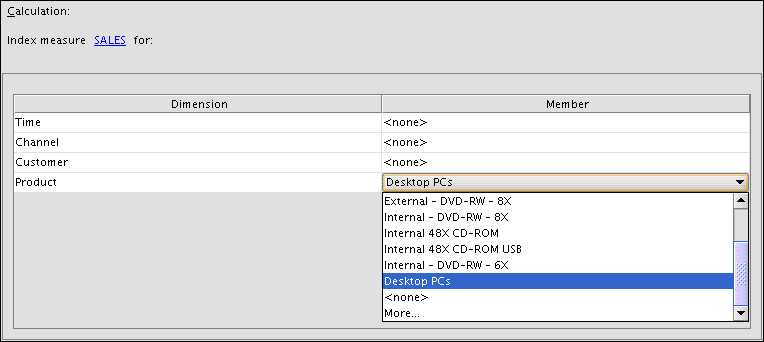 Calculation:
Index measure SALES for:
Dimension Member
Time <none>
Channel <none>
Customer <none>
Product Desktop PCs
External - DVD-RW - 8X
Internal - DVD-RW - 8X
Internal 48X CD-ROM
Internal 48X CD-ROM USB
Internal - DVD-RW - 6X
Desktop PCs
<none>
More...